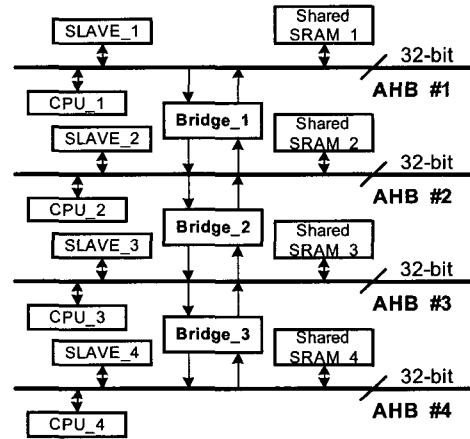 SLAVE_1
Shared
SRAM_1
32-bit
AHB #1
CPU_1
Bridge_1
SLAVE_2
Shared
SRAM_2
32-bit
AHB #2
CPU_2
Bridge_2
SLAVE_3
Shared
SRAM_3
32-bit
AHB #3
CPU_3
Bridge_3
SLAVE_4
Shared
SRAM_4
32-bit
AHB #4
CPU_4